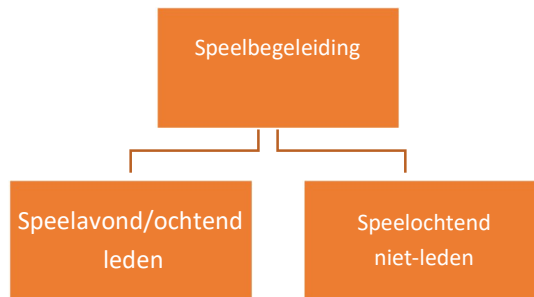 Speelbegeleiding
Speelavond/ochtend
leden
Speelochtend
niet-leden